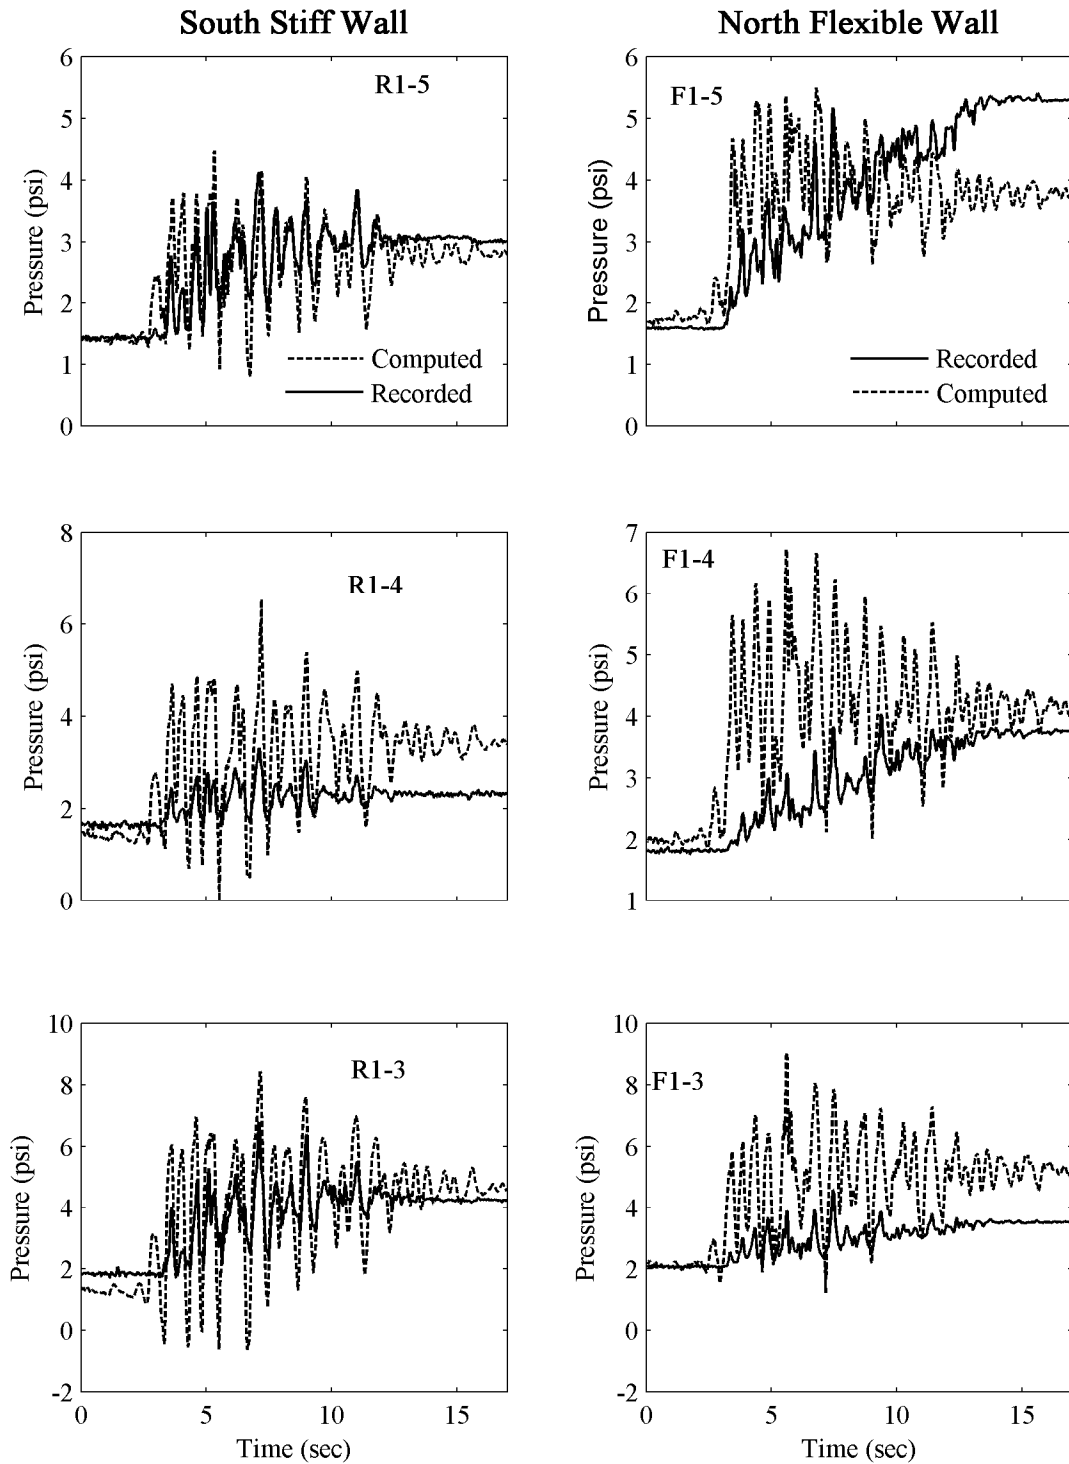 South Stiff Wall
North Flexible Wall
6
5
4
3
2
1
0
Pressure (psi)
R1-5
Computed
Recorded
6
5
4
3
2
1
0
Pressure (psi)
F1-5
Recorded
Computed
8
6
4
2
0
Pressure (psi)
R1-4
7
6
5
4
3
2
1
Pressure (psi)
F1-4
10
8
6
4
2
0
-2
Pressure (psi)
R1-3
0 5 10 15
Time (sec)
10
8
6
4
2
0
-2
Pressure (psi)
F1-3
0 5 10 15
Time (sec)